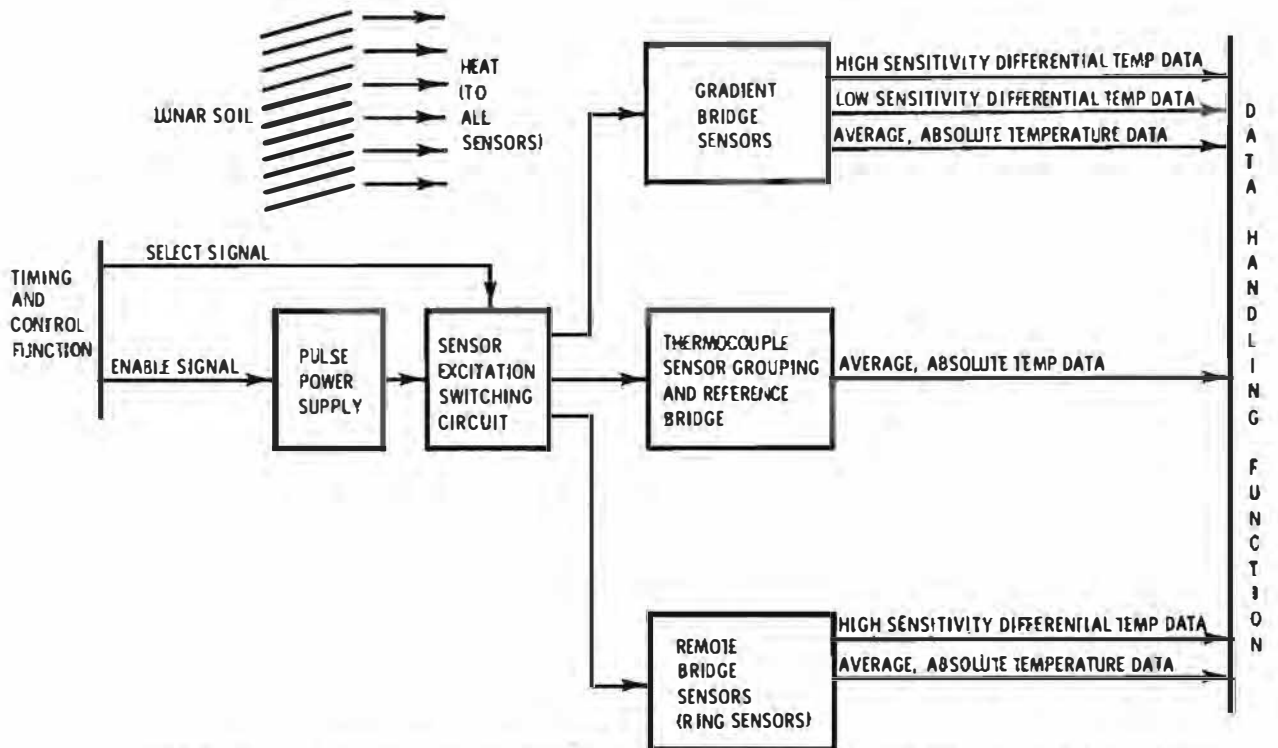 LUNAR SOIL
HEAT
(TO
ALL
SENSORS)
GRADIENT
BRIDGE
SENSORS
HIGH SENSITIVITY DIFFERENTIAL TEMP DATA
LOW SENSITIVITY DIFFERENTIAL TEMP DATA
AVERAGE, ABSOLUTE TEMPERATURE DATA
TIMING
AND
CONTROL
FUNCTION
SELECT SIGNAL
ENABLE SIGNAL
PULSE
POWER
SUPPLY
SENSOR
EXCITATION
SWITCHING
CIRCUIT
THERMOCOUPLE
SENSOR GROUPING
AND REFERENCE
BRIDGE
AVERAGE, ABSOLUTE TEMP DATA
REMOTE
BRIDGE
SENSORS
(RING SENSORS)
HIGH SENSITIVITY DIFFERENTIAL TEMP DATA
AVERAGE, ABSOLUTE TEMPERATURE DATA
DATA HANDLING FUNCTION